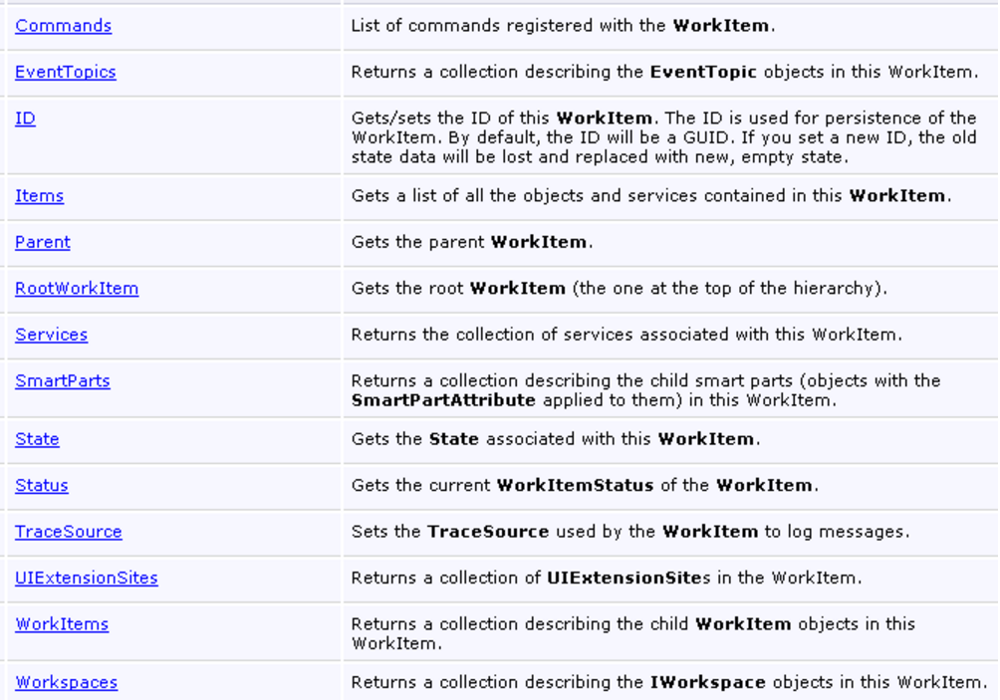 Commands
List of commands registered with the WorkItem.
EventTopics
Returns a collection describing the EventTopic objects in this WorkItem.
ID
Gets/sets the ID of this WorkItem. The ID is used for persistence of the
WorkItem. By default, the ID will be a GUID. If you set a new ID, the old
state data will be lost and replaced with new, empty state.
Items
Gets a list of all the objects and services contained in this WorkItem.
Parent
Gets the parent WorkItem.
RootWorkItem
Gets the root WorkItem (the one at the top of the hierarchy).
Services
Returns the collection of services associated with this WorkItem.
SmartParts
Returns a collection describing the child smart parts (objects with the
SmartPartAttribute applied to them) in this WorkItem.
State
Gets the State associated with this WorkItem.
Status
Gets the current WorkItemStatus of the WorkItem.
TraceSource
Sets the TraceSource used by the WorkItem to log messages.
UIExtensionSites
Returns a collection of UIExtensionSites in the WorkItem.
WorkItems
Returns a collection describing the child WorkItem objects in this
WorkItem.
Workspaces
Returns a collection describing the IWorkspace objects in this WorkItem.